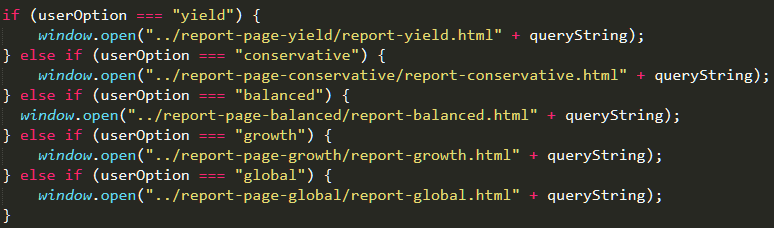 if (userOption === "yield") {
    window.open("../report-page-yield/report-yield.html" + queryString);
} else if (userOption === "conservative") {
    window.open("../report-page-conservative/report-conservative.html" + queryString);
} else if (userOption === "balanced") {
  window.open("../report-page-balanced/report-balanced.html" + queryString);
} else if (userOption === "growth") {
    window.open("../report-page-growth/report-growth.html" + queryString);
} else if (userOption === "global") {
    window.open("../report-page-global/report-global.html" + queryString);
}